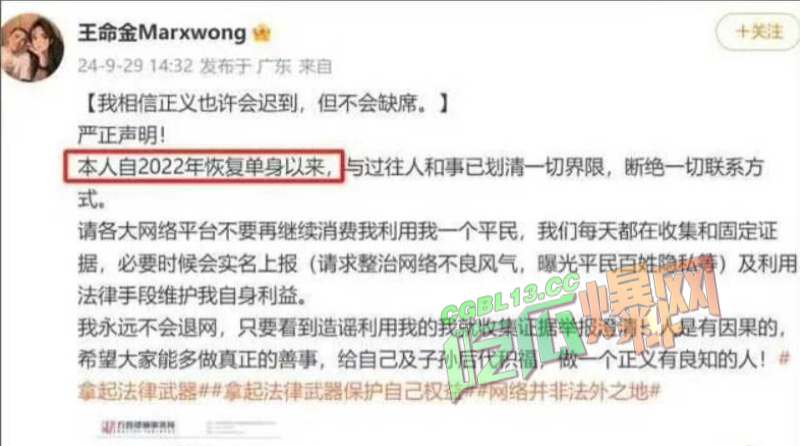 王命金Marxwong
+关注
24-9-29 14:32 发布于 广东 来自
【我相信正义也许会迟到，但不会缺席。】
严正声明！
本人自2022年恢复单身以来，与过往人和事已划清一切界限，断绝一切联系方
式。
请各大网络平台不要再继续消费我利用我一个平民，我们每天都在收集和固定证
据，必要时候会实名上报（请求整治网络不良风气，曝光平民百姓隐私等）及利用
法律手段维护我自身利益。
我永远不会退网，只要看到造谣利用我的我就收集证据举报澄清 人是有因果的，
希望大家能多做真正的善事，给自己及子孙后代积福 做一个正义有良知的人！#
拿起法律武器##拿起法律武器保护自己权益##网络并非法外之地#
CGBL13.CC
吃瓜爆网